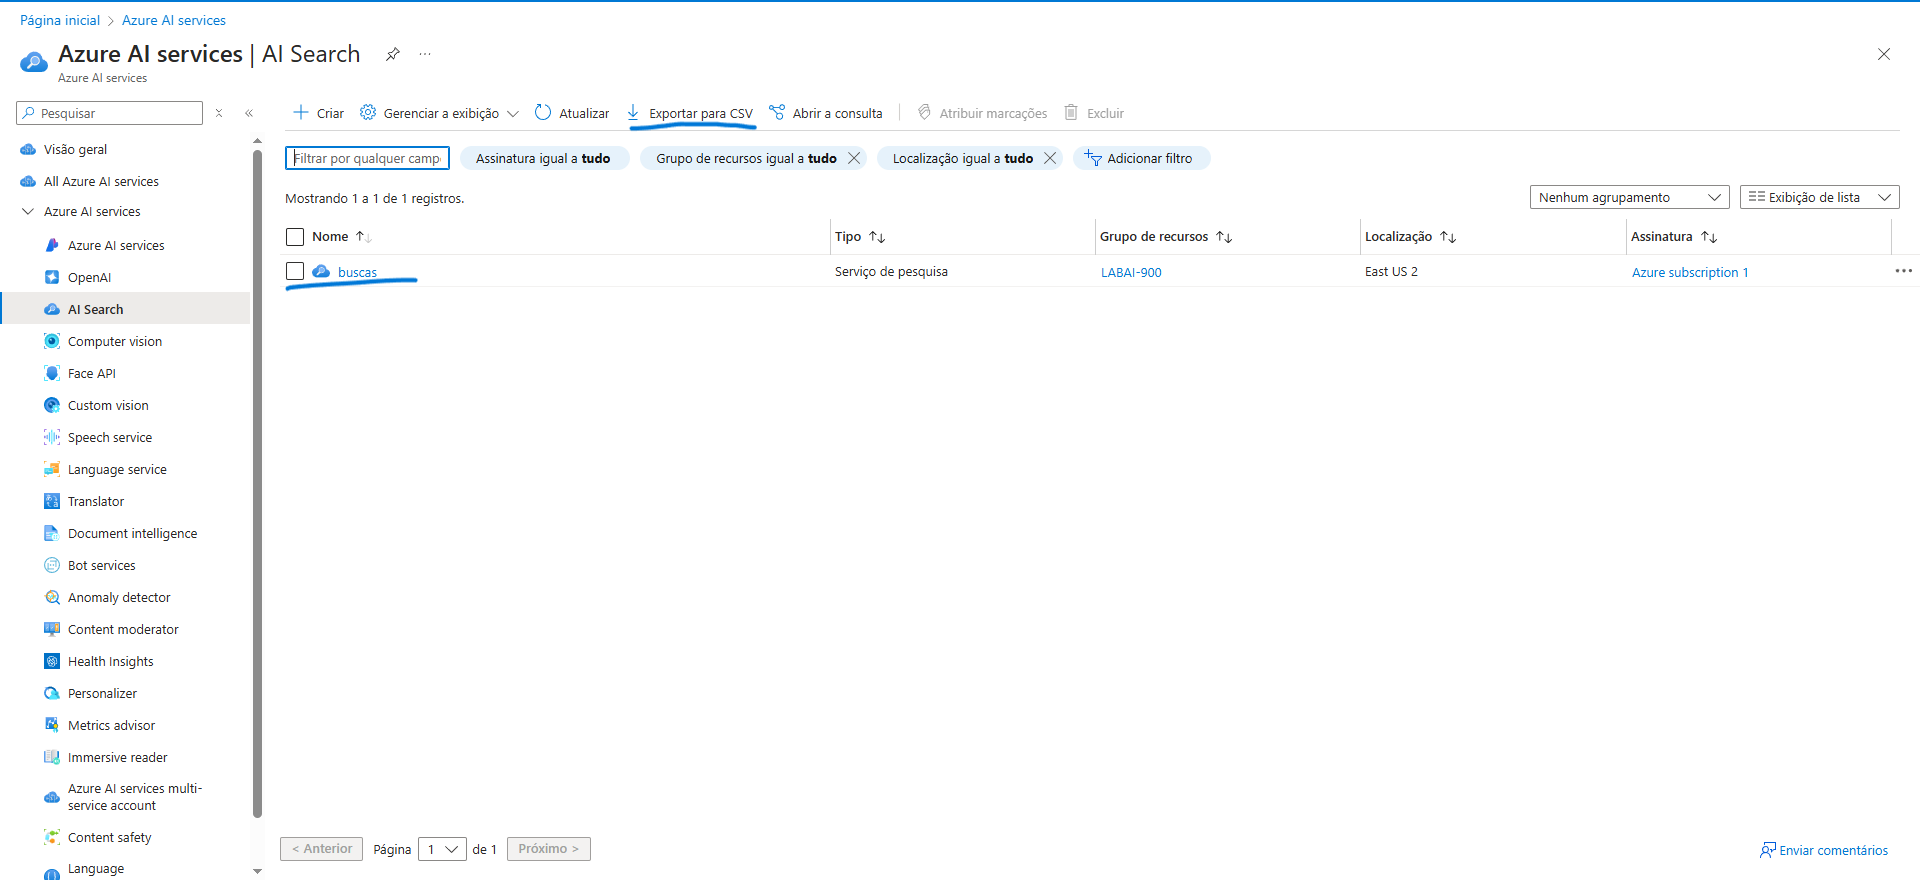 Página inicial > Azure AI services
Azure AI services | AI Search
Azure AI services
Pesquisar
Criar
Gerenciar a exibição
Atualizar
Exportar para CSV
Abrir a consulta
Atribuir marcações
Excluir
Visão geral
All Azure AI services
Azure AI services
Azure AI services
OpenAI
AI Search
Computer vision
Face API
Custom vision
Speech service
Language service
Translator
Document intelligence
Bot services
Anomaly detector
Content moderator
Health Insights
Personalizer
Metrics advisor
Immersive reader
Azure AI services multi-
service account
Content safety
Language
Filtrar por qualquer camp
Assinatura igual a tudo
Grupo de recursos igual a tudo
Localização igual a tudo
Adicionar filtro
Mostrando 1 a 1 de 1 registros.
Nenhum agrupamento
Exibição de lista
Nome
Tipo
Grupo de recursos
Localização
Assinatura
buscas
Serviço de pesquisa
LABAI-900
East US 2
Azure subscription 1
< Anterior
Página
1
de 1
Próximo >
Enviar comentários